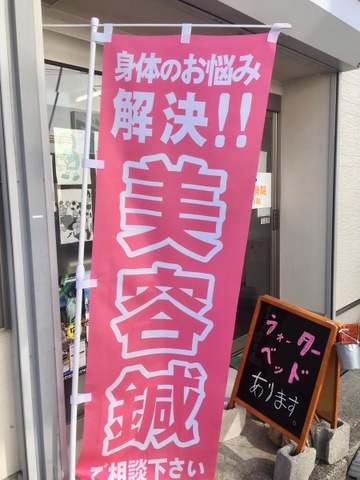 身体のお悩み
解決!!
美容鍼
ご相談下さい
ウォーター
ベッド
あります。